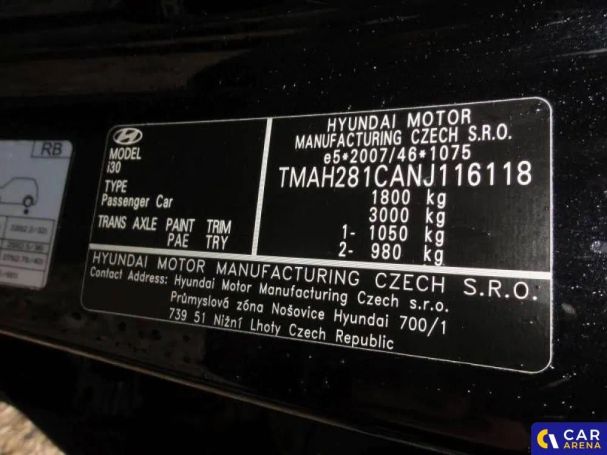 RB
MODEL
i30
TYPE
Passenger Car
TRANS AXLE PAINT TRIM
PAE TRY
HYUNDAI MOTOR
MANUFACTURING CZECH S.R.O.
e5*2007/46*1075
TMAH281CANJ116118
1800 kg
3000 kg
1- 1050 kg
2- 980 kg
HYUNDAI MOTOR MANUFACTURING CZECH S.R.O.
Contact Address: Hyundai Motor Manufacturing Czech s.r.o.
Průmyslová zóna Nošovice Hyundai 700/1
739 51 Nižní Lhoty Czech Republic
CAR
ARENA